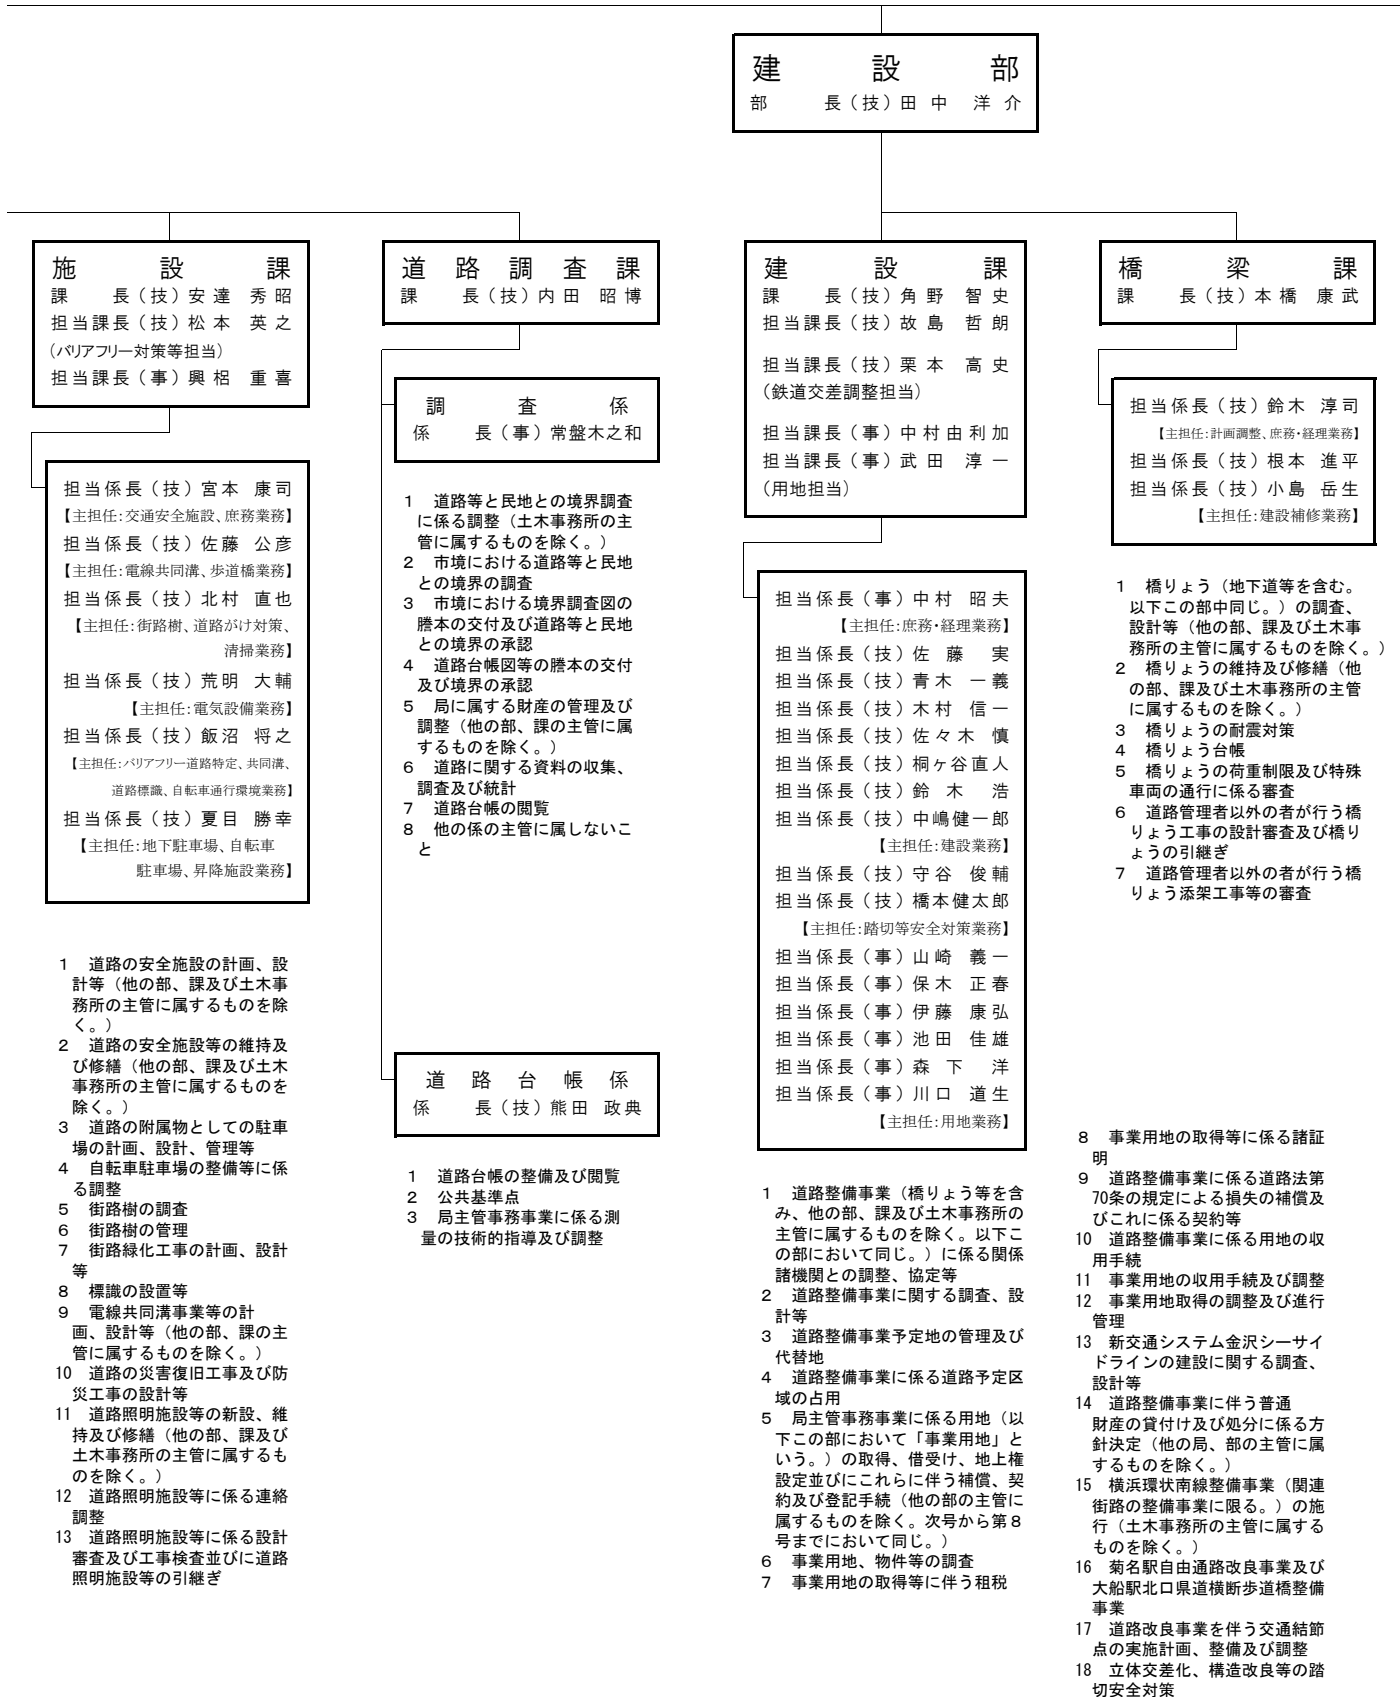 建設部
部長（技）田中 洋介
施設課
課長（技）安達 秀昭
担当課長（技）松本 英之
（バリアフリー対策等担当）
担当課長（事）興梠 重喜
担当係長（技）宮本 康司
【主担任：交通安全施設、庶務業務】
担当係長（技）佐藤 公彦
【主担任：電線共同溝、歩道橋業務】
担当係長（技）北村 直也
【主担任：街路樹、道路がけ対策、
清掃業務】
担当係長（技）荒明 大輔
【主担任：電気設備業務】
担当係長（技）飯沼 将之
【主担任：バリアフリー道路特定、共同溝、
道路標識、自転車通行環境業務】
担当係長（技）夏目 勝幸
【主担任：地下駐車場、自転車
駐車場、昇降施設業務】
1 道路の安全施設の計画、設
計等（他の部、課及び土木事
務所の主管に属するものを除
く。）
2 道路の安全施設等の維持及
び修繕（他の部、課及び土木
事務所の主管に属するものを
除く。）
3 道路の附属物としての駐車
場の計画、設計、管理等
4 自転車駐車場の整備等に係
る調整
5 街路樹の調査
6 街路樹の管理
7 街路緑化工事の計画、設計
等
8 標識の設置等
9 電線共同溝事業等の計
画、設計等（他の部、課の主
管に属するものを除く。）
10 道路の災害復旧工事及び防
災工事の設計等
11 道路照明施設等の新設、維
持及び修繕（他の部、課及び
土木事務所の主管に属するも
のを除く。）
12 道路照明施設等に係る連絡
調整
13 道路照明施設等に係る設計
審査及び工事検査並びに道路
照明施設等の引継ぎ
道路調査課
課長（技）内田 昭博
調査係
係長（事）常盤木之和
1 道路等と民地との境界調査
に係る調整（土木事務所の主
管に属するものを除く。）
2 市境における道路等と民地
との境界の調査
3 市境における境界調査図の
謄本の交付及び道路等と民地
との境界の承認
4 道路台帳図等の謄本の交付
及び境界の承認
5 局に属する財産の管理及び
調整（他の部、課の主管に属
するものを除く。）
6 道路に関する資料の収集、
調査及び統計
7 道路台帳の閲覧
8 他の係の主管に属しないこ
と
道路台帳係
係長（技）熊田 政典
1 道路台帳の整備及び閲覧
2 公共基準点
3 局主管事務事業に係る測
量の技術的指導及び調整
建設課
課長（技）角野 智史
担当課長（技）故島 哲朗
担当課長（技）栗本 高史
（鉄道交差調整担当）
担当課長（事）中村由利加
担当課長（事）武田 淳一
（用地担当）
担当係長（事）中村 昭夫
【主担任：庶務・経理業務】
担当係長（技）佐藤 実
担当係長（技）青木 一義
担当係長（技）木村 信一
担当係長（技）佐々木 慎
担当係長（技）桐ヶ谷直人
担当係長（技）鈴木 浩
担当係長（技）中嶋健一郎
【主担任：建設業務】
担当係長（技）守谷 俊輔
担当係長（技）橋本健太郎
【主担任：踏切等安全対策業務】
担当係長（事）山崎 義一
担当係長（事）保木 正春
担当係長（事）伊藤 康弘
担当係長（事）池田 佳雄
担当係長（事）森下 洋
担当係長（事）川口 道生
【主担任：用地業務】
1 道路整備事業（橋りょう等を含
み、他の部、課及び土木事務所の
主管に属するものを除く。以下こ
の部において同じ。）に係る関係
諸機関との調整、協定等
2 道路整備事業に関する調査、設
計等
3 道路整備事業予定地の管理及び
代替地
4 道路整備事業に係る道路予定区
域の占用
5 局主管事務事業に係る用地（以
下この部において「事業用地」と
いう。）の取得、借受け、地上権
設定並びにこれらに伴う補償、契
約及び登記手続（他の部の主管に
属するものを除く。次号から第８
号までにおいて同じ。）
6 事業用地、物件等の調査
7 事業用地の取得等に伴う租税
8 事業用地の取得等に係る諸証
明
9 道路整備事業に係る道路法第
70条の規定による損失の補償及
びこれに係る契約等
10 道路整備事業に係る用地の収
用手続
11 事業用地の収用手続及び調整
12 事業用地取得の調整及び進行
管理
13 新交通システム金沢シーサイ
ドラインの建設に関する調査、
設計等
14 道路整備事業に伴う普通
財産の貸付け及び処分に係る方
針決定（他の局、部の主管に属
するものを除く。）
15 横浜環状南線整備事業（関連
街路の整備事業に限る。）の施
行（土木事務所の主管に属する
ものを除く。）
16 菊名駅自由通路改良事業及び
大船駅北口県道横断歩道橋整備
事業
17 道路改良事業を伴う交通結節
点の実施計画、整備及び調整
18 立体交差化、構造改良等の踏
切安全対策
橋梁課
課長（技）本橋 康武
担当係長（技）鈴木 淳司
【主担任：計画調整、庶務・経理業務】
担当係長（技）根本 進平
担当係長（技）小島 岳生
【主担任：建設補修業務】
1 橋りょう（地下道等を含む。
以下この部中同じ。）の調査、
設計等（他の部、課及び土木事
務所の主管に属するものを除く。）
2 橋りょうの維持及び修繕（他
の部、課及び土木事務所の主管
に属するものを除く。）
3 橋りょうの耐震対策
4 橋りょう台帳
5 橋りょうの荷重制限及び特殊
車両の通行に係る審査
6 道路管理者以外の者が行う橋
りょう工事の設計審査及び橋り
ょうの引継ぎ
7 道路管理者以外の者が行う橋
りょう添架工事等の審査